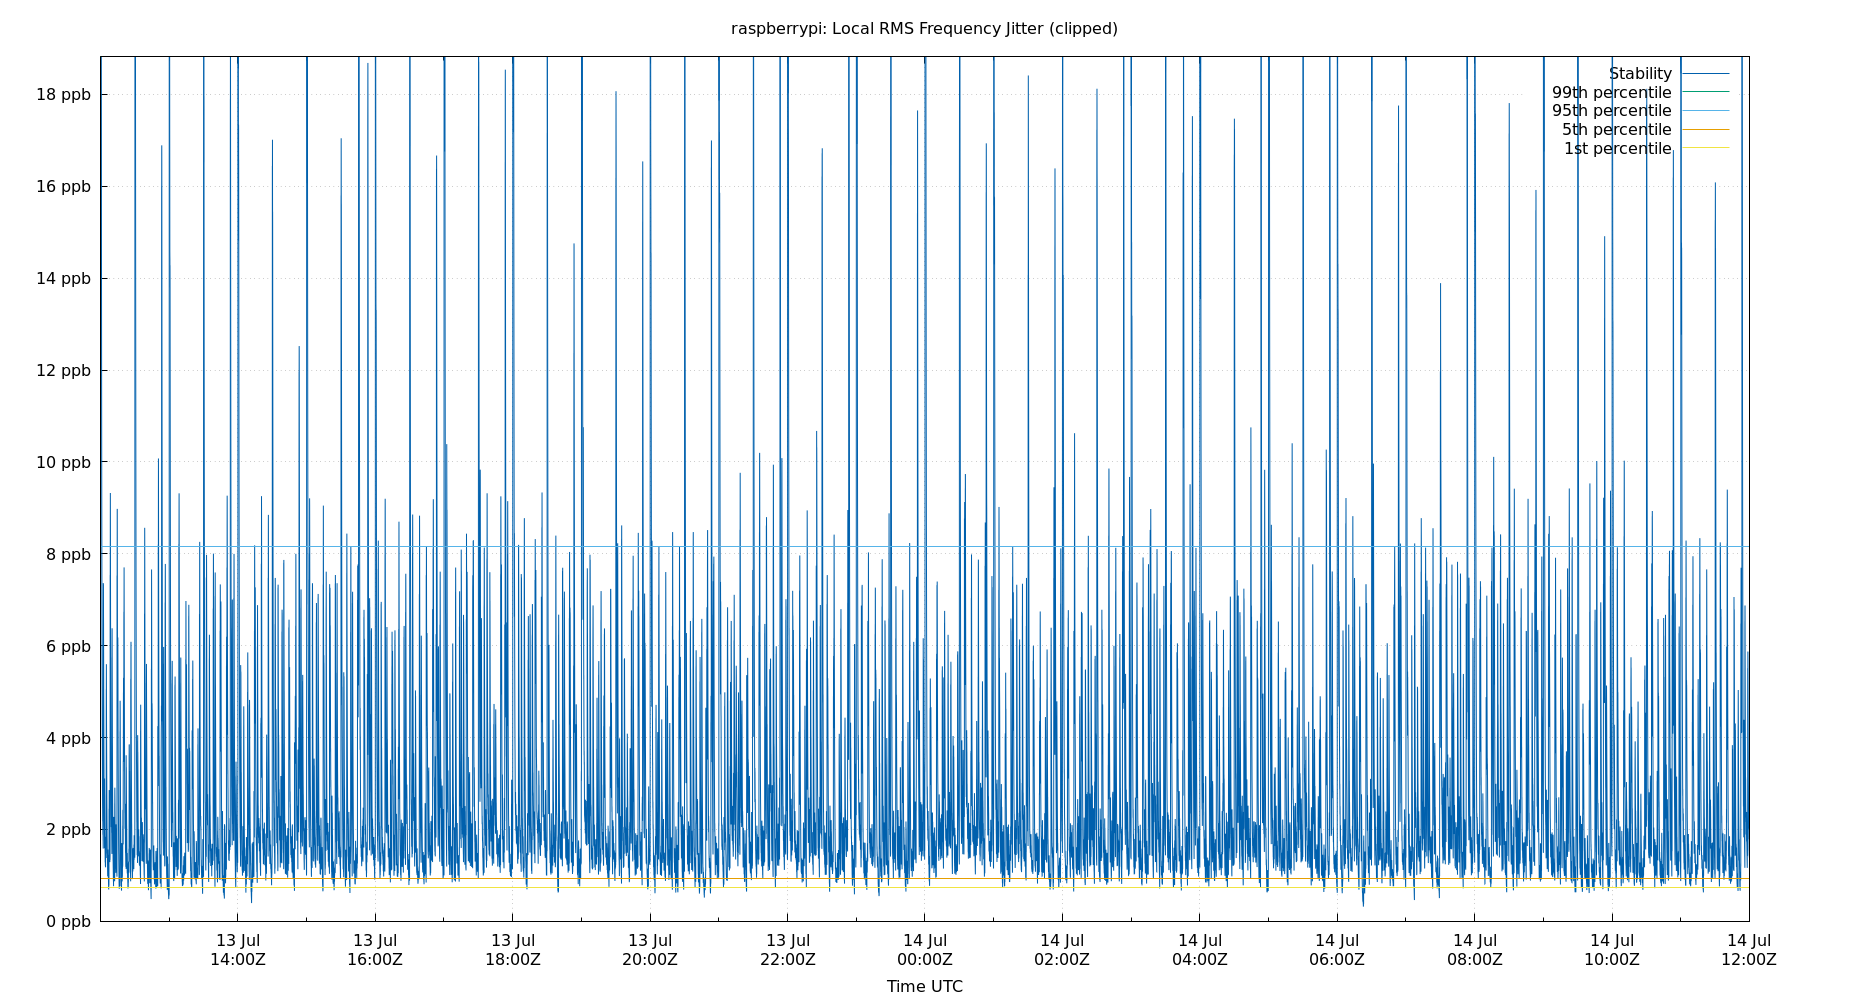 raspberrypi: Local RMS Frequency Jitter (clipped)
Stability
99th percentile
95th percentile
5th percentile
1st percentile
18 ppb
16 ppb
14 ppb
12 ppb
10 ppb
8 ppb
6 ppb
4 ppb
2 ppb
0 ppb
13 Jul 13 Jul 13 Jul 13 Jul 13 Jul 14 Jul 14 Jul 14 Jul 14 Jul 14 Jul 14 Jul 14 Jul
14:00Z 16:00Z 18:00Z 20:00Z 22:00Z 00:00Z 02:00Z 04:00Z 06:00Z 08:00Z 10:00Z 12:00Z
Time UTC